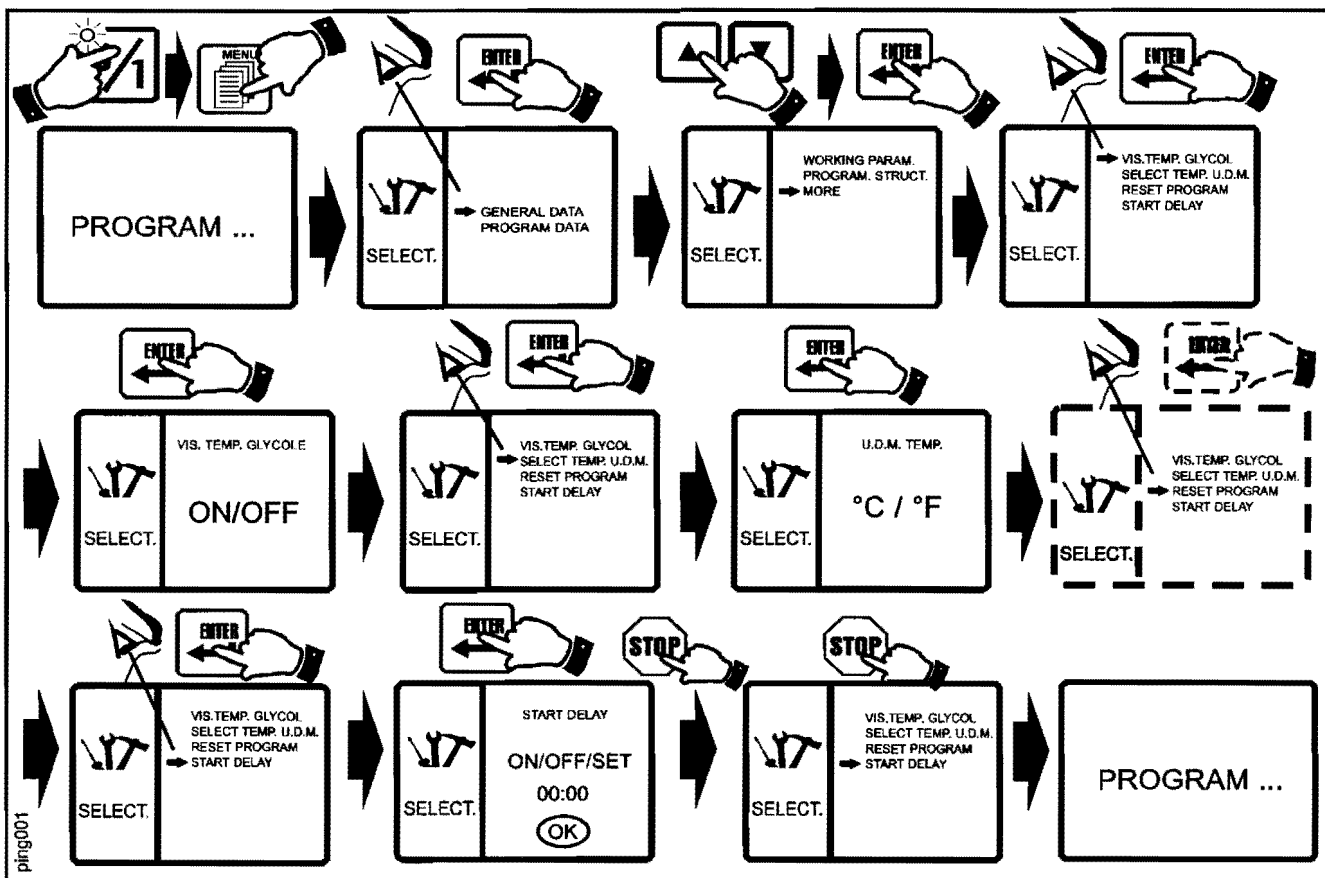 /1
MENU
ENTER
ENTER
ENTER
PROGRAM ...
SELECT.
GENERAL DATA
PROGRAM DATA
SELECT.
WORKING PARAM.
PROGRAM. STRUCT.
MORE
SELECT.
VIS.TEMP. GLYCOL
SELECT TEMP. U.D.M.
RESET PROGRAM
START DELAY
ENTER
ENTER
ENTER
ENTER
SELECT.
VIS. TEMP. GLYCOLE
ON/OFF
SELECT.
VIS.TEMP. GLYCOL
SELECT TEMP. U.D.M.
RESET PROGRAM
START DELAY
SELECT.
U.D.M. TEMP.
°C / °F
SELECT.
VIS.TEMP. GLYCOL
SELECT TEMP. U.D.M.
RESET PROGRAM
START DELAY
ENTER
ENTER
STOP
STOP
SELECT.
VIS.TEMP. GLYCOL
SELECT TEMP. U.D.M.
RESET PROGRAM
START DELAY
SELECT.
START DELAY
ON/OFF/SET
00:00
OK
SELECT.
VIS.TEMP. GLYCOL
SELECT TEMP. U.D.M.
RESET PROGRAM
START DELAY
PROGRAM ...
ping001